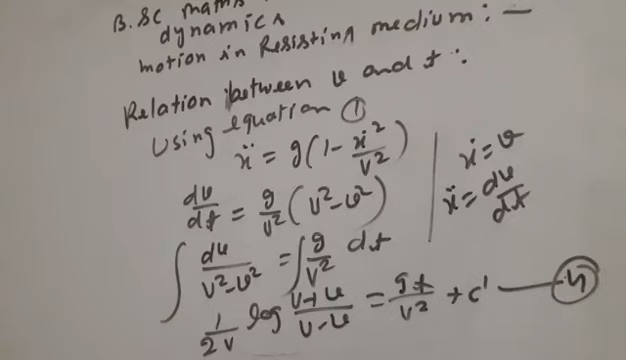 B.SC maths
dynamics
motion in Resisting medium: —
Relation between v and t:
Using equation ①
ẍ = g(1 - ẋ²/V²) ẋ = v
dv/dt = g/V² (V² - v²) ẍ = dv/dt
∫ dv/V²-v² = ∫ g/V² dt
1/2V log V+v/V-v = gt/V² + c' — ④